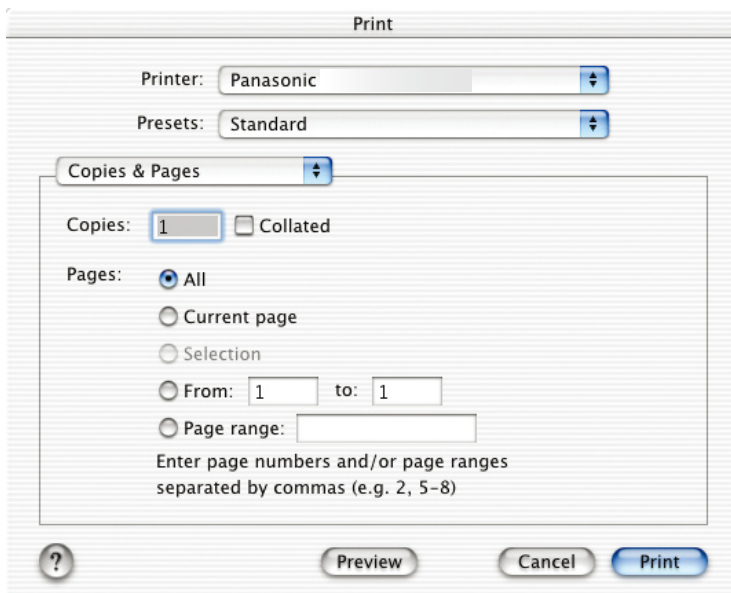 Print
Printer: Panasonic
Presets: Standard
Copies & Pages
Copies: 1 Collated
Pages: All
Current page
Selection
From: 1 to: 1
Page range:
Enter page numbers and/or page ranges
separated by commas (e.g. 2, 5–8)
? Preview Cancel Print